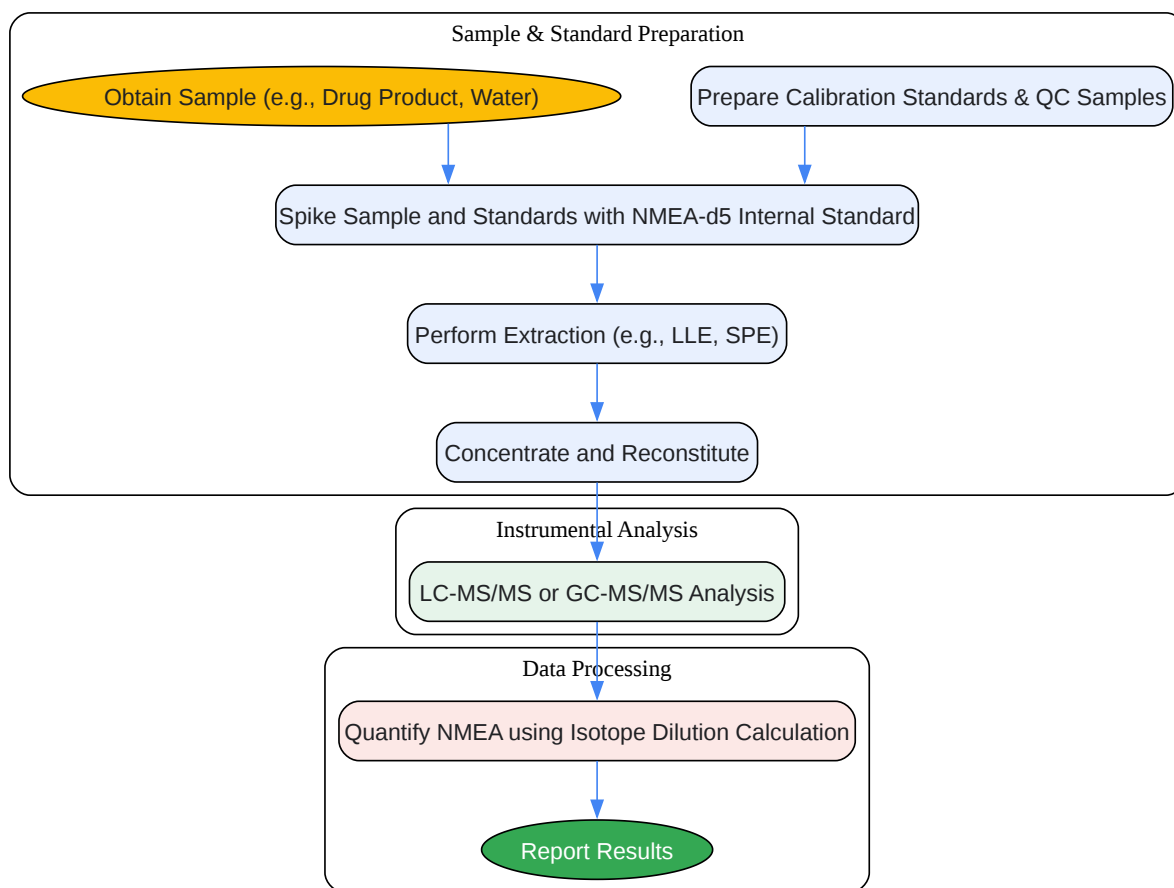 Sample & Standard Preparation
Obtain Sample (e.g., Drug Product, Water)
Prepare Calibration Standards & QC Samples
Spike Sample and Standards with NMEA-d5 Internal Standard
Perform Extraction (e.g., LLE, SPE)
Concentrate and Reconstitute
Instrumental Analysis
LC-MS/MS or GC-MS/MS Analysis
Data Processing
Quantify NMEA using Isotope Dilution Calculation
Report Results